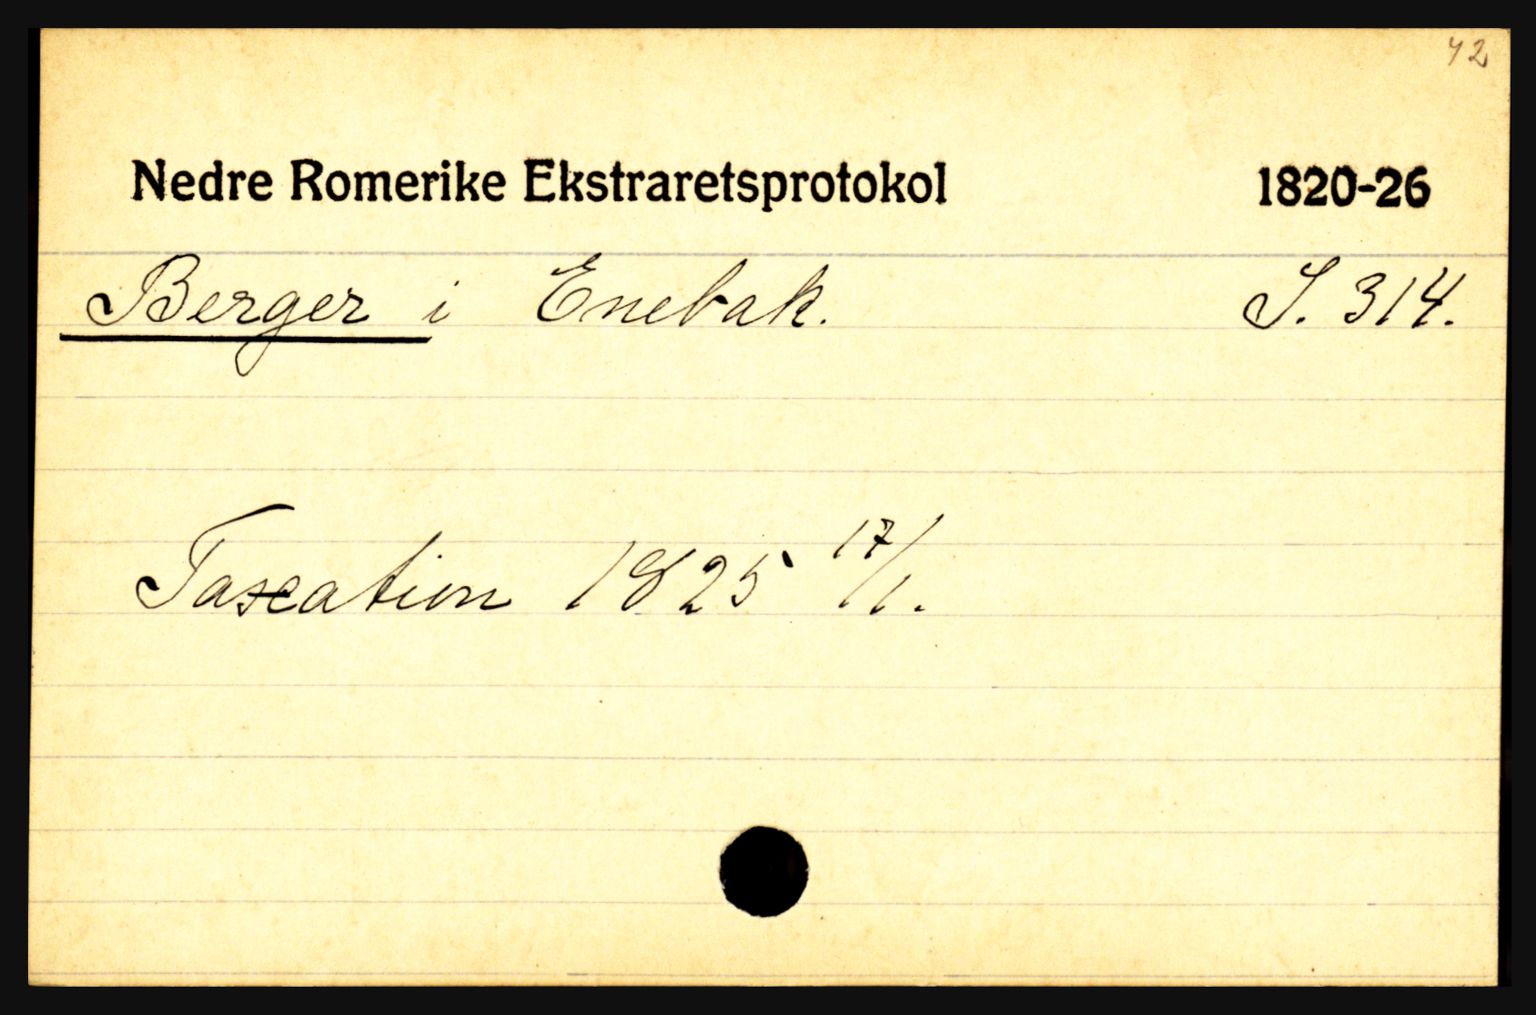 42
Nedre Romerike Ekstraretsprotokol 1820-26
Berger i Enebak. S. 314.
Taxation 1825 17/1.